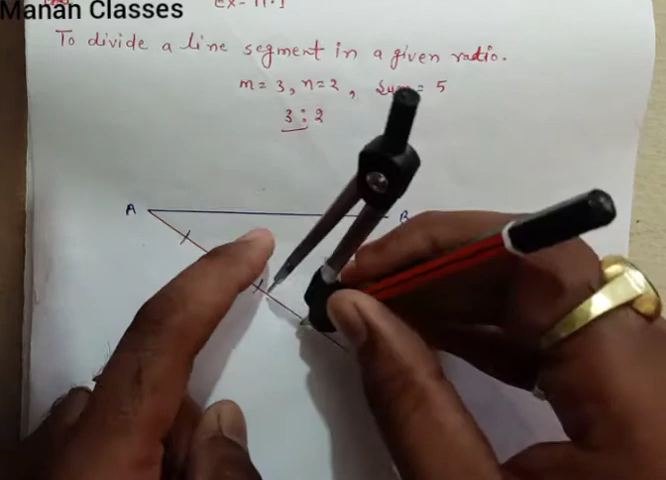 Manan Classes
To divide a line segment in a given ratio.
m = 3, n = 2, Sum = 5
3 : 2
A
B